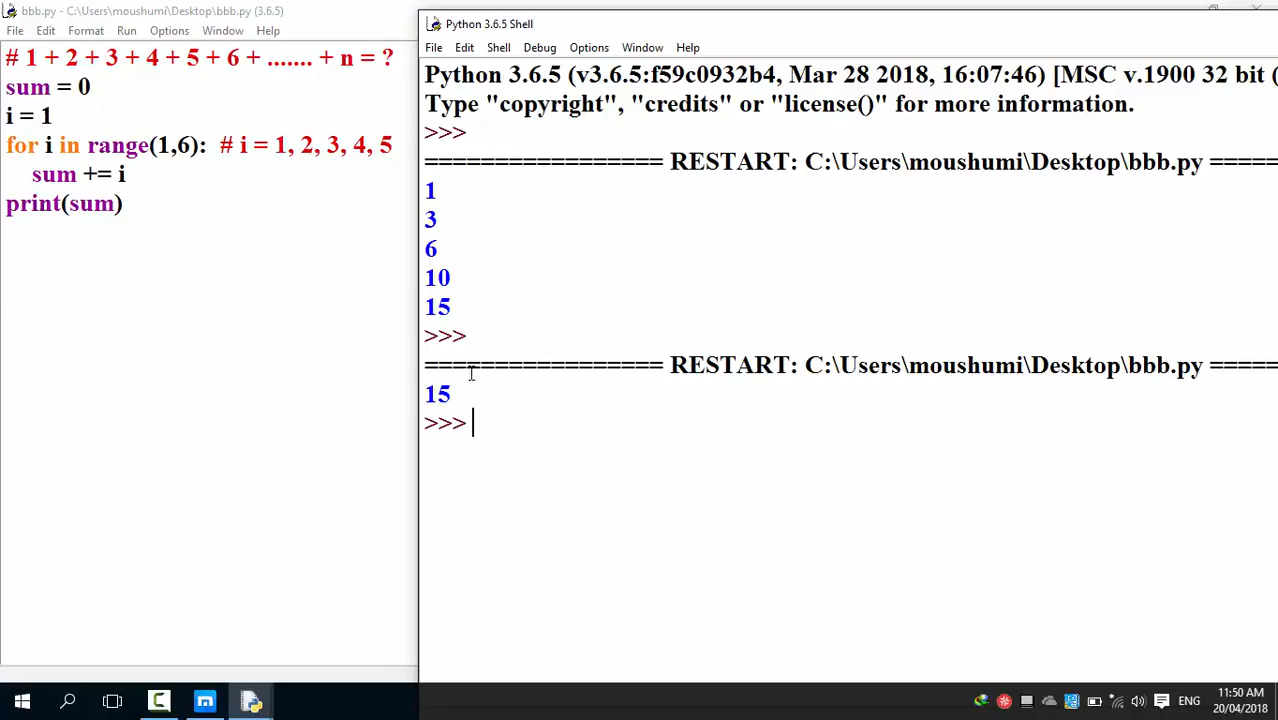 bbb.py - C:\Users\moushumi\Desktop\bbb.py (3.6.5)
File Edit Format Run Options Window Help
# 1 + 2 + 3 + 4 + 5 + 6 + ....... + n = ?
sum = 0
i = 1
for i in range(1,6):  # i = 1, 2, 3, 4, 5
    sum += i
print(sum)
Python 3.6.5 Shell
File Edit Shell Debug Options Window Help
Python 3.6.5 (v3.6.5:f59c0932b4, Mar 28 2018, 16:07:46) [MSC v.1900 32 bit (
Type "copyright", "credits" or "license()" for more information.
>>>
================= RESTART: C:\Users\moushumi\Desktop\bbb.py =====
1
3
6
10
15
>>>
================= RESTART: C:\Users\moushumi\Desktop\bbb.py =====
15
>>>
ENG
11:50 AM
20/04/2018